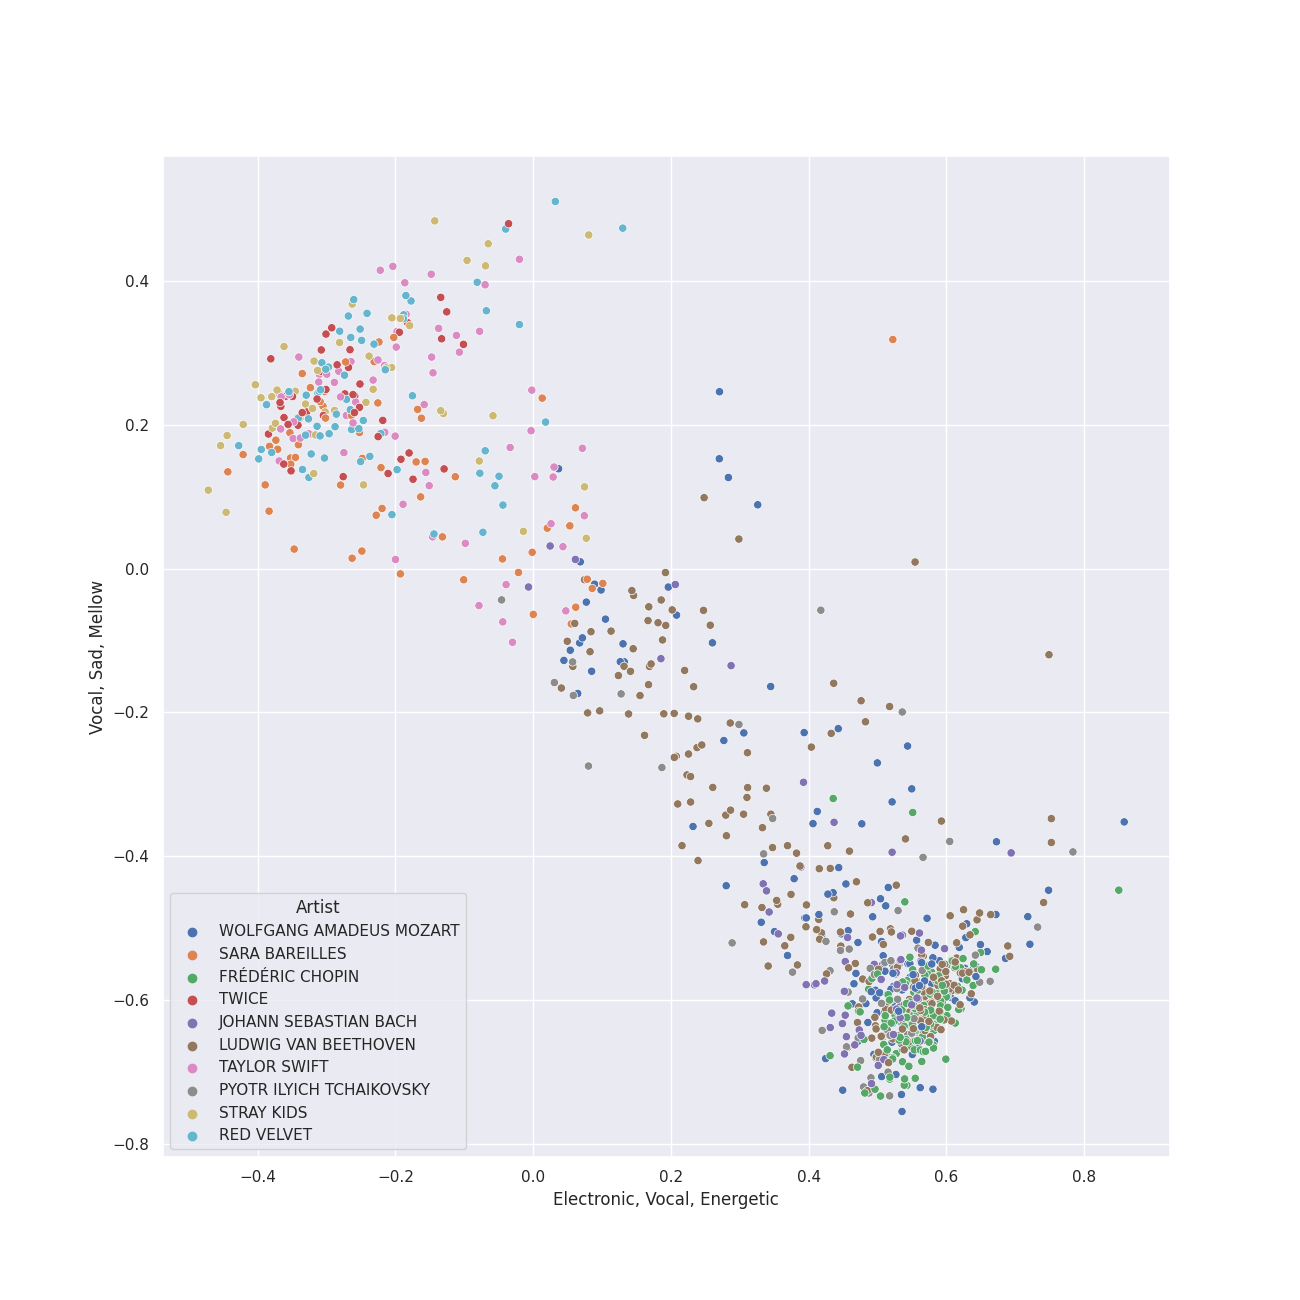 0.4
0.2
0.0
−0.2
−0.4
−0.6
−0.8
Vocal, Sad, Mellow
Artist
WOLFGANG AMADEUS MOZART
SARA BAREILLES
FRÉDÉRIC CHOPIN
TWICE
JOHANN SEBASTIAN BACH
LUDWIG VAN BEETHOVEN
TAYLOR SWIFT
PYOTR ILYICH TCHAIKOVSKY
STRAY KIDS
RED VELVET
−0.4 −0.2 0.0 0.2 0.4 0.6 0.8
Electronic, Vocal, Energetic